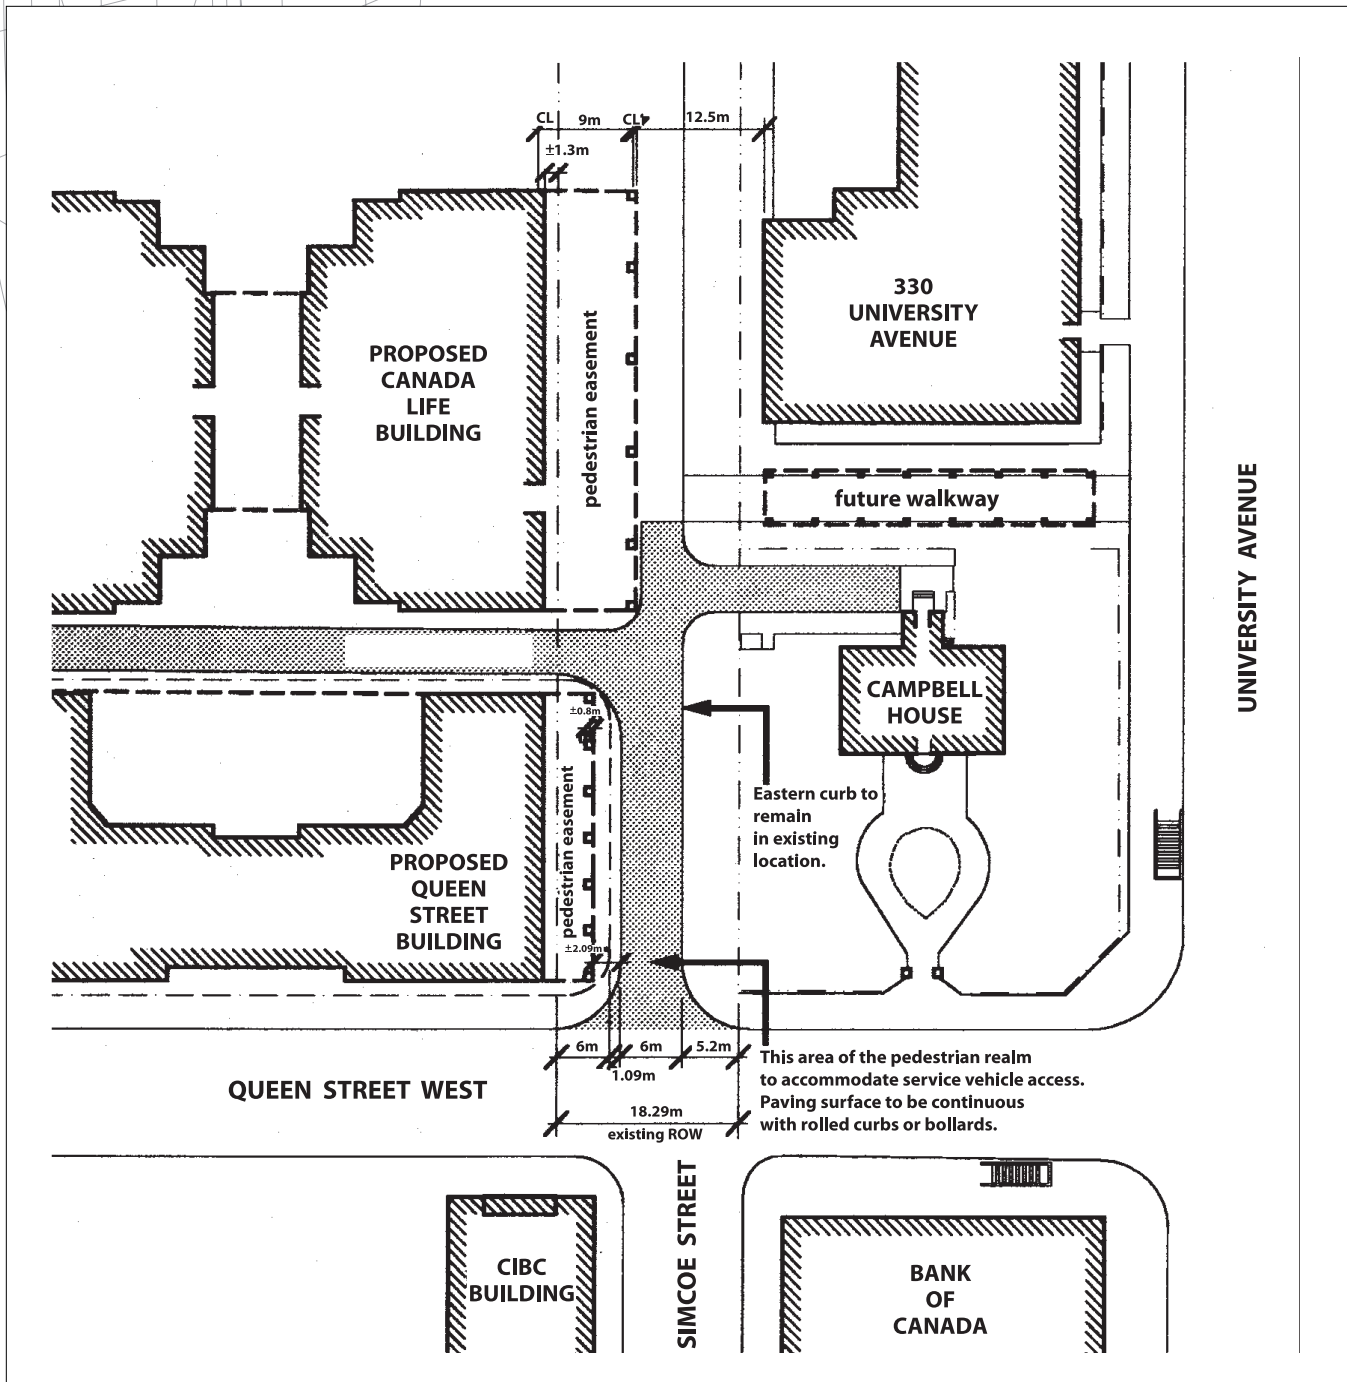 CL 9m CL 12.5m
±1.3m
330
UNIVERSITY
AVENUE
PROPOSED
CANADA
LIFE
BUILDING
pedestrian easement
future walkway
UNIVERSITY AVENUE
CAMPBELL
HOUSE
±0.8m
Eastern curb to
remain
in existing
location.
pedestrian easement
PROPOSED
QUEEN
STREET
BUILDING
±2.09m
6m 6m 5.2m
1.09m
This area of the pedestrian realm
to accommodate service vehicle access.
Paving surface to be continuous
with rolled curbs or bollards.
QUEEN STREET WEST
18.29m
existing ROW
SIMCOE STREET
CIBC
BUILDING
BANK
OF
CANADA